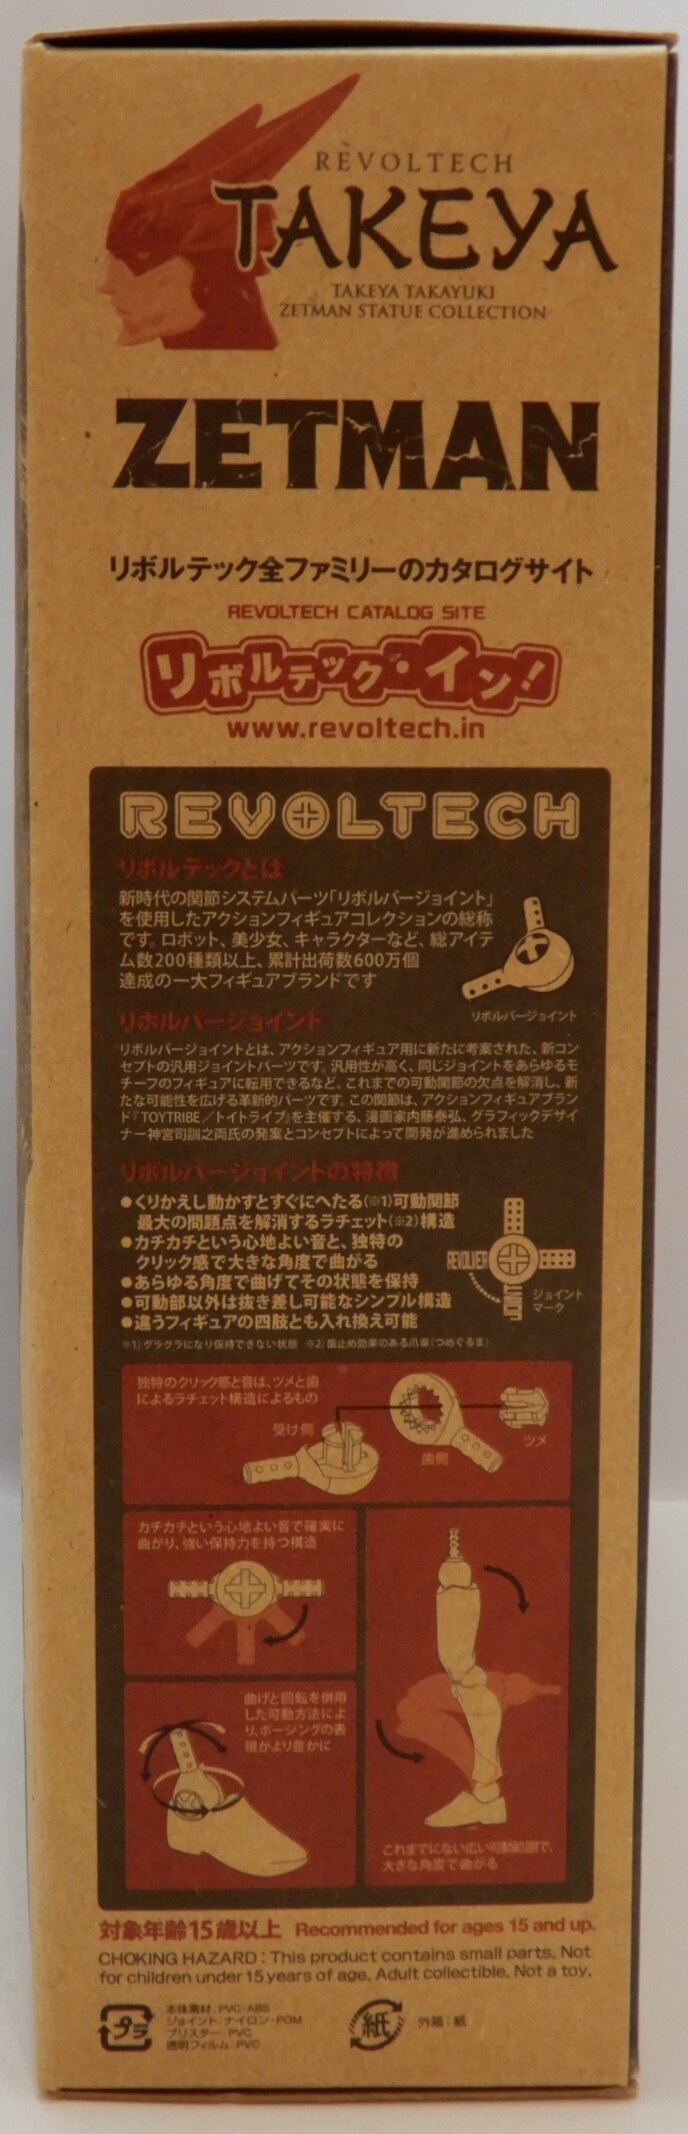 RÈVOLTECH
TAKEYA
TAKEYA TAKAYUKI
ZETMAN STATUE COLLECTION
ZETMAN
リボルテック全ファミリーのカタログサイト
REVOLTECH CATALOG SITE
リボルテック・イン!
www.revoltech.in
REVOLTECH
リボルテックとは
新時代の関節システムパーツ「リボルバージョイント」
を使用したアクションフィギュアコレクションの総称
です。ロボット、美少女、キャラクターなど、総アイテ
ム数200種類以上、累計出荷数600万個
達成の一大フィギュアブランドです
リボルバージョイント
リボルバージョイント
リボルバージョイントとは、アクションフィギュア用に新たに考案された、新コン
セプトの汎用ジョイントパーツです。汎用性が高く、同じジョイントをあらゆるモ
チーフのフィギュアに転用できるなど、これまでの可動関節の欠点を解消し、新
たな可能性を広げる革新的パーツです。この関節は、アクションフィギュアブラン
ド『TOYTRIBE／トイトライブ』を主催する、漫画家内藤泰弘、グラフィックデザイ
ナー神宮司訓之両氏の発案とコンセプトによって開発が進められました
リボルバージョイントの特徴
●くりかえし動かすとすぐにへたる(※1)可動関節
最大の問題点を解消するラチェット(※2)構造
●カチカチという心地よい音と、独特の
クリック感で大きな角度で曲がる
●あらゆる角度で曲げてその状態を保持
●可動部以外は抜き差し可能なシンプル構造
●違うフィギュアの四肢とも入れ換え可能
REVOLVER
JOINT
ジョイント
マーク
※1)グラグラになり保持できない状態 ※2)歯止め効果のある爪車(つめぐるま)
独特のクリック感と音は、ツメと歯
によるラチェット構造によるもの
受け側
歯側
ツメ
カチカチという心地よい音で確実に
曲がり、強い保持力を持つ構造
曲げと回転を併用
した可動方法によ
り、ポージングの表
現がより豊かに
これまでにない広い可動範囲で、
大きな角度で曲がる
対象年齢15歳以上 Recommended for ages 15 and up.
CHOKING HAZARD : This product contains small parts. Not
for children under 15 years of age. Adult collectible. Not a toy.
プラ
本体素材:PVC・ABS
ジョイント:ナイロン・POM
ブリスター:PVC
透明フィルム:PVC
紙
外箱:紙